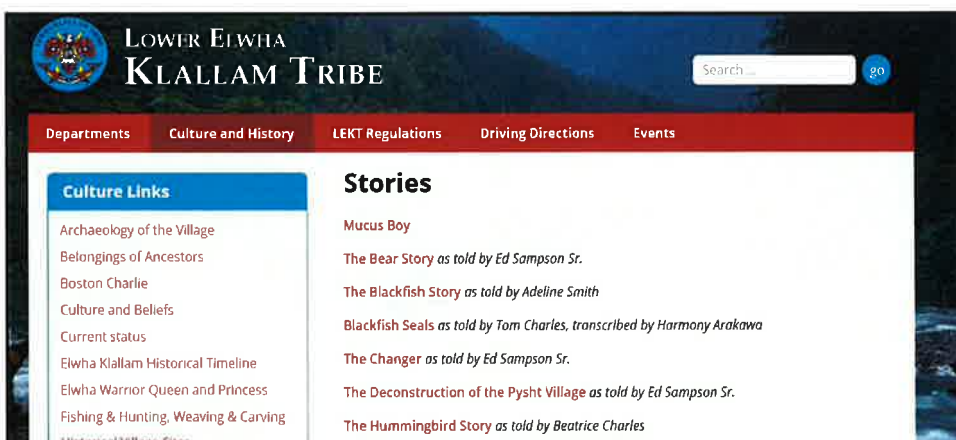 LOWER ELWHA
KLALLAM TRIBE
Search ...
go
Departments
Culture and History
LEKT Regulations
Driving Directions
Events
Culture Links
Archaeology of the Village
Belongings of Ancestors
Boston Charlie
Culture and Beliefs
Current status
Elwha Klallam Historical Timeline
Elwha Warrior Queen and Princess
Fishing & Hunting, Weaving & Carving
Stories
Mucus Boy
The Bear Story as told by Ed Sampson Sr.
The Blackfish Story as told by Adeline Smith
Blackfish Seals as told by Tom Charles, transcribed by Harmony Arakawa
The Changer as told by Ed Sampson Sr.
The Deconstruction of the Pysht Village as told by Ed Sampson Sr.
The Hummingbird Story as told by Beatrice Charles